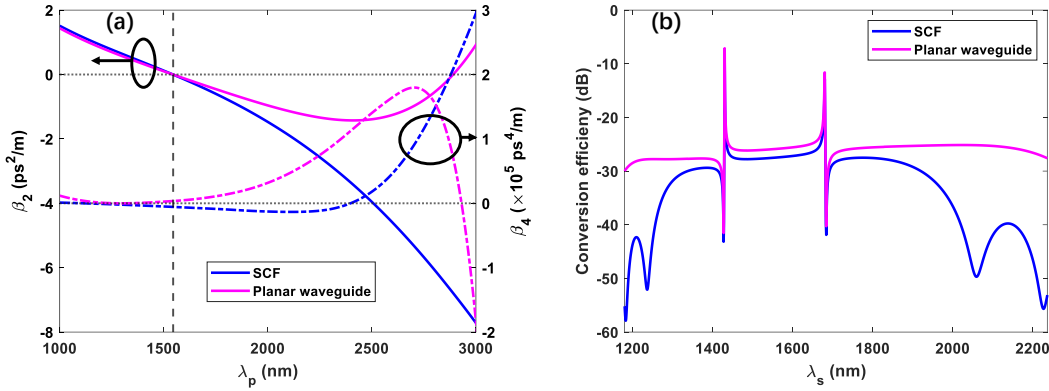 (a)
2
0
-2
-4
-6
-8
β2 (ps2/m)
3
2
1
0
-1
-2
β4 (× 10^5 ps4/m)
SCF
Planar waveguide
1000
1500
2000
2500
3000
λp (nm)
(b)
0
-10
-20
-30
-40
-50
-60
Conversion efficieny (dB)
SCF
Planar waveguide
1200
1400
1600
1800
2000
2200
λs (nm)